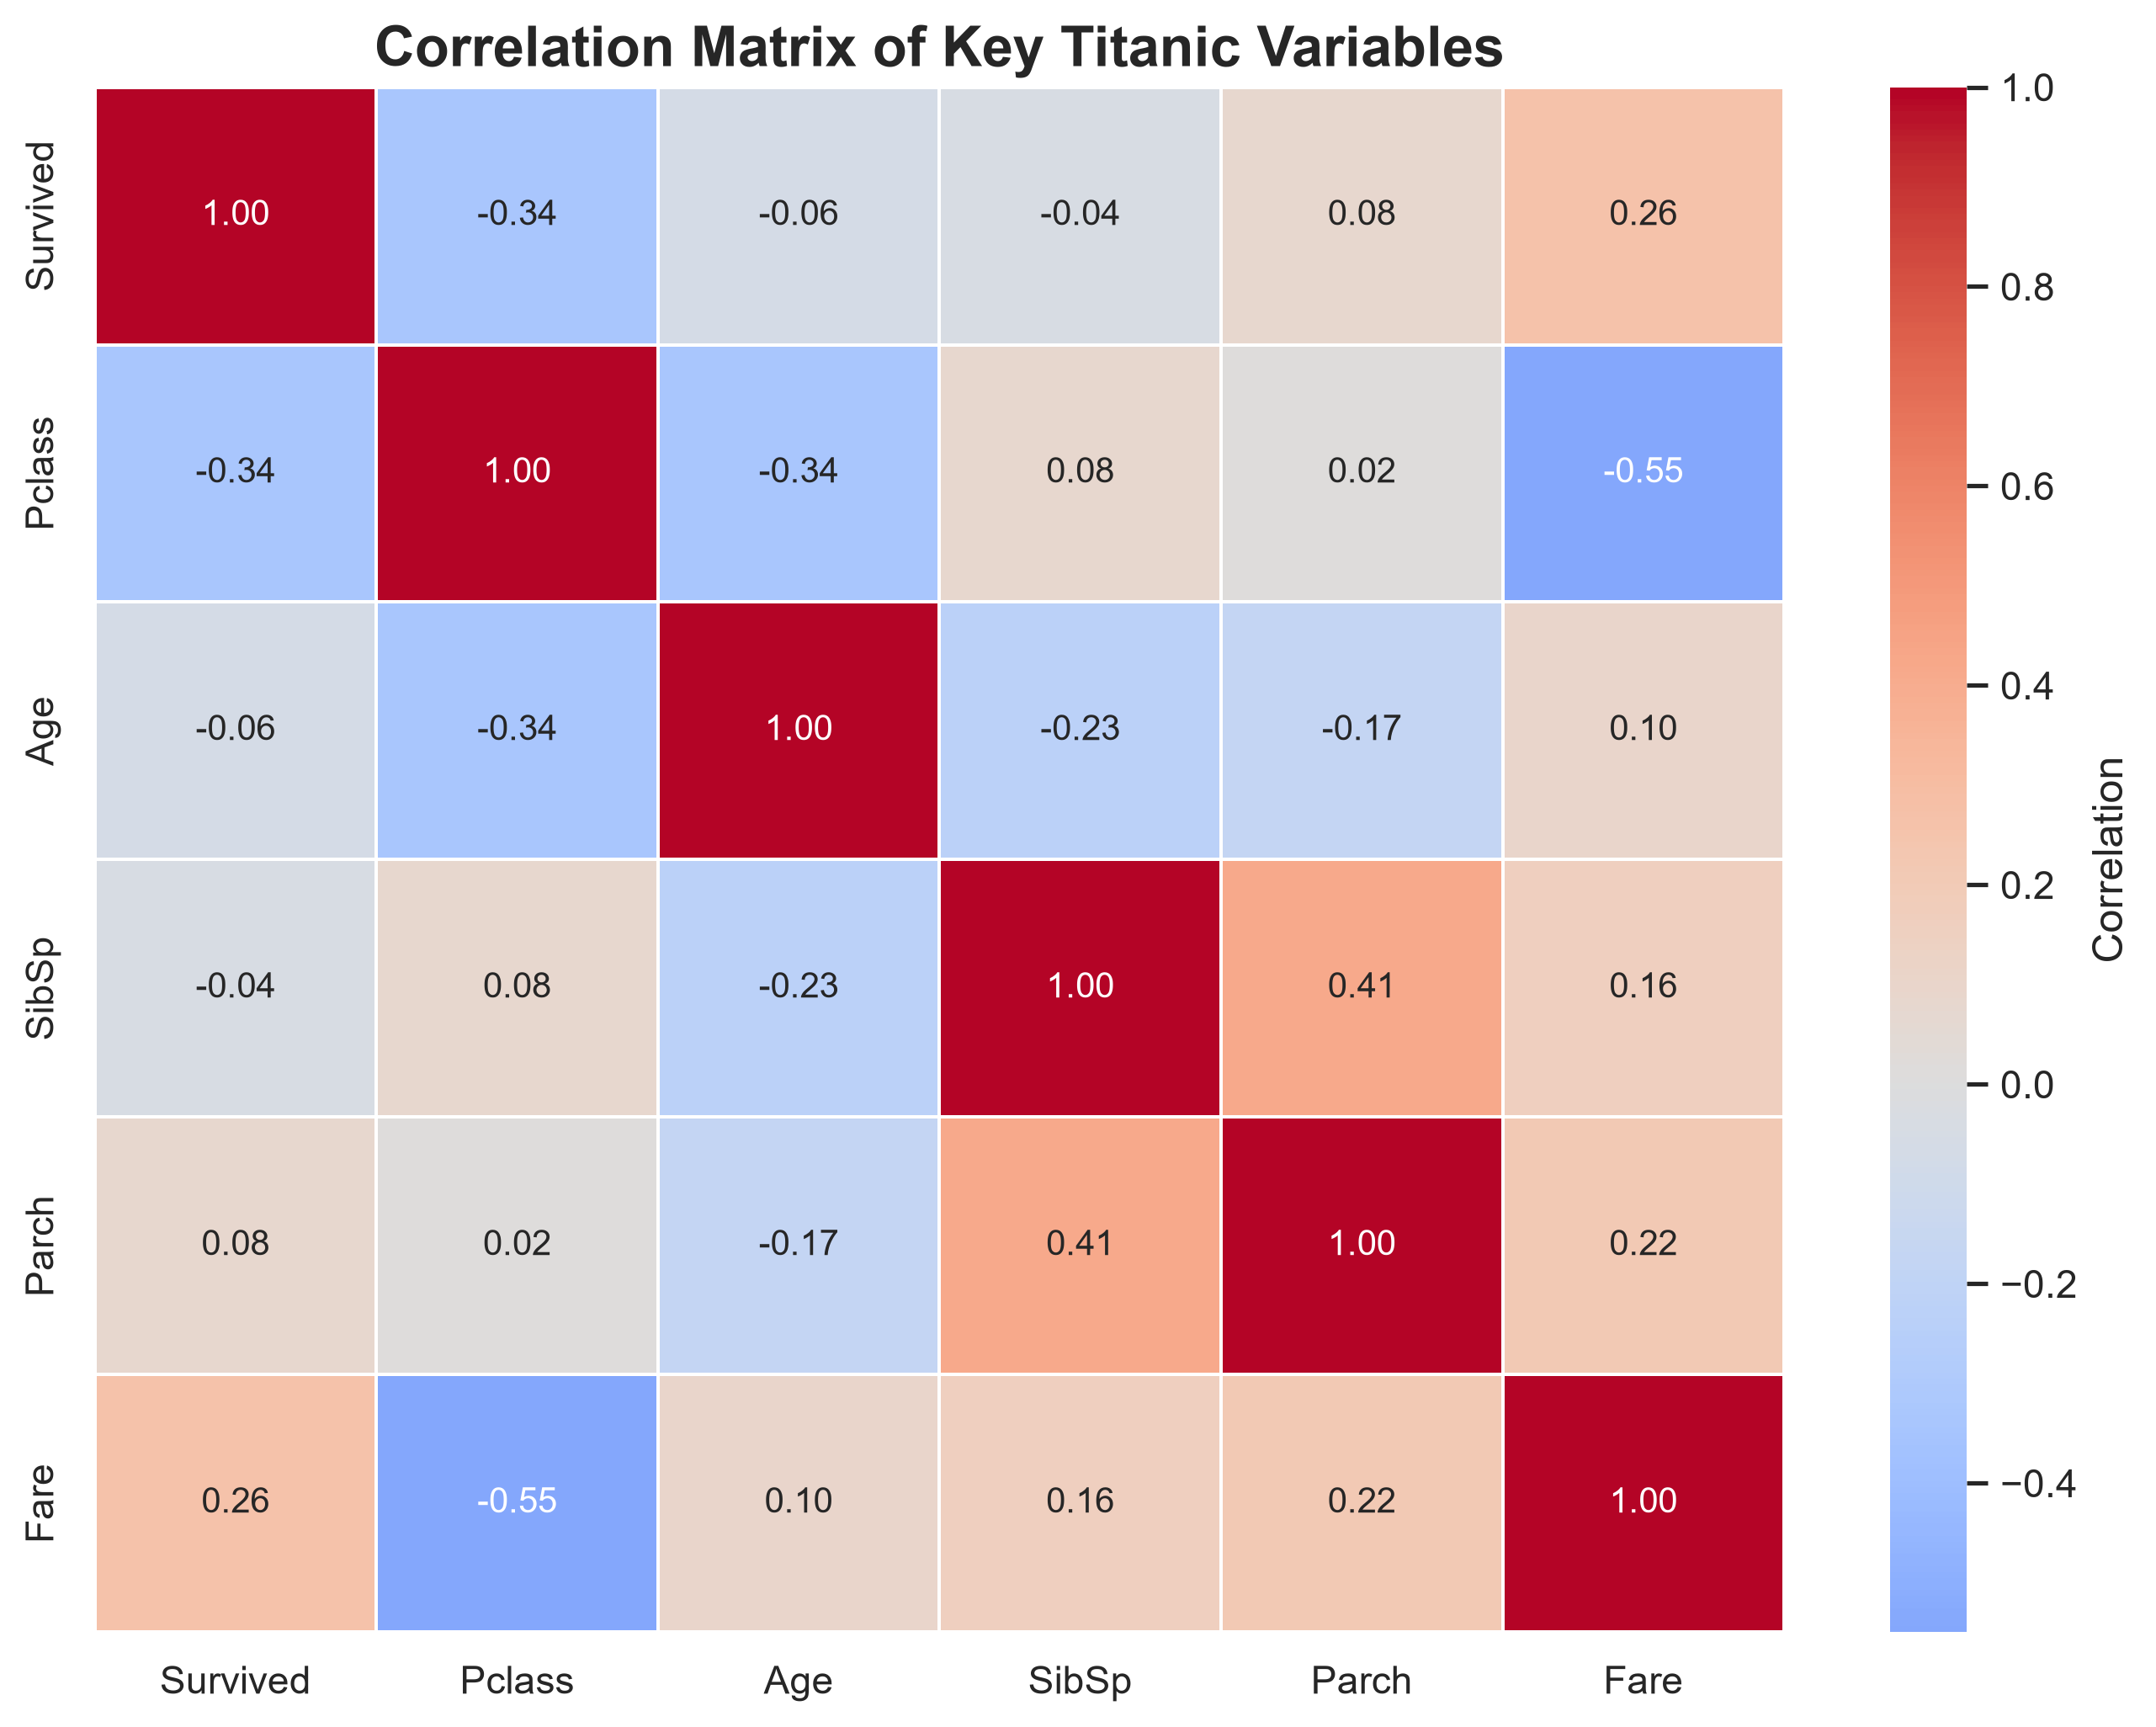 Correlation Matrix of Key Titanic Variables
Survived 1.00 -0.34 -0.06 -0.04 0.08 0.26
Pclass -0.34 1.00 -0.34 0.08 0.02 -0.55
Age -0.06 -0.34 1.00 -0.23 -0.17 0.10
SibSp -0.04 0.08 -0.23 1.00 0.41 0.16
Parch 0.08 0.02 -0.17 0.41 1.00 0.22
Fare 0.26 -0.55 0.10 0.16 0.22 1.00
Survived Pclass Age SibSp Parch Fare
1.0
0.8
0.6
0.4
0.2
0.0
−0.2
−0.4
Correlation